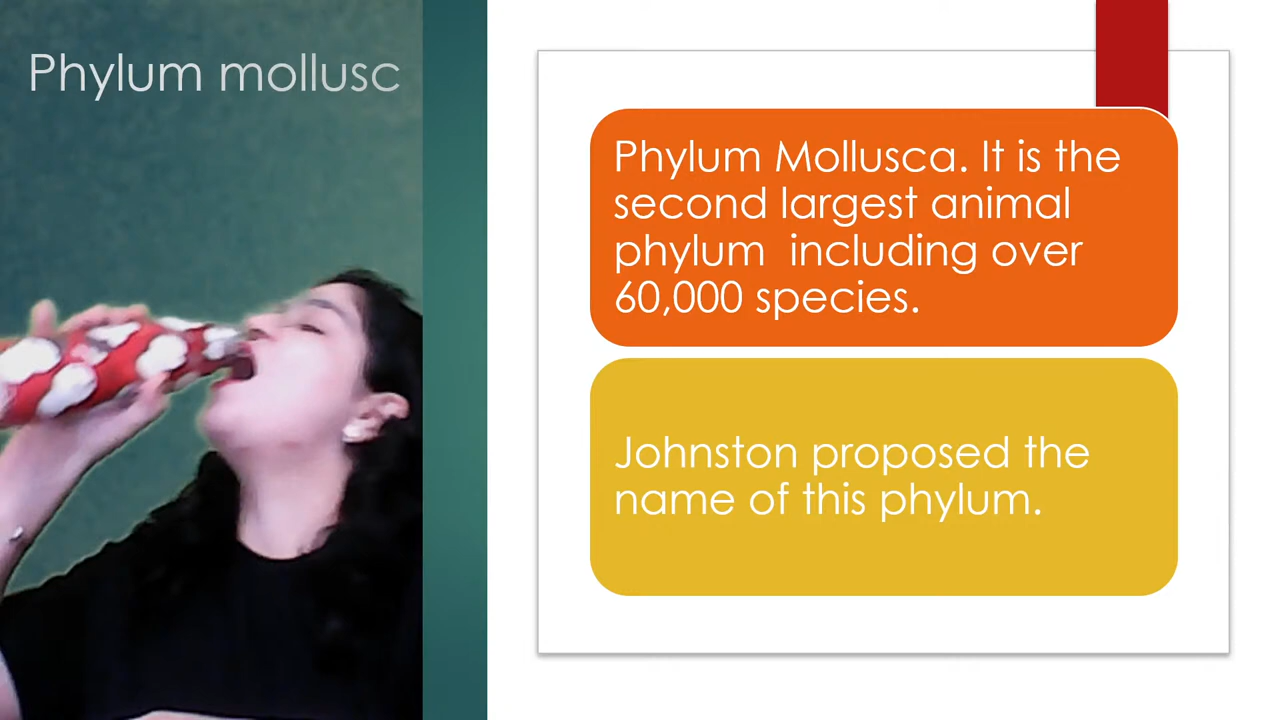 Phylum mollusc
Phylum Mollusca. It is the
second largest animal
phylum including over
60,000 species.
Johnston proposed the
name of this phylum.